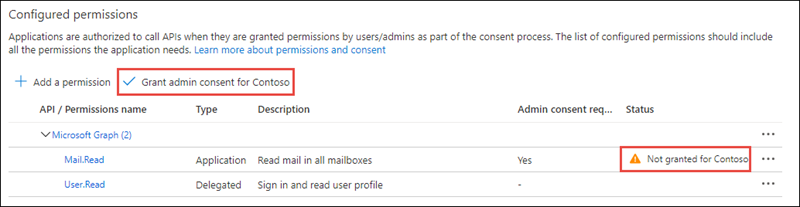 Configured permissions
Applications are authorized to call APIs when they are granted permissions by users/admins as part of the consent process. The list of configured permissions should include
all the permissions the application needs. Learn more about permissions and consent
+ Add a permission ✓ Grant admin consent for Contoso
API / Permissions name Type Description Admin consent req... Status
Microsoft Graph (2) ...
Mail.Read Application Read mail in all mailboxes Yes Not granted for Contoso ...
User.Read Delegated Sign in and read user profile - ...